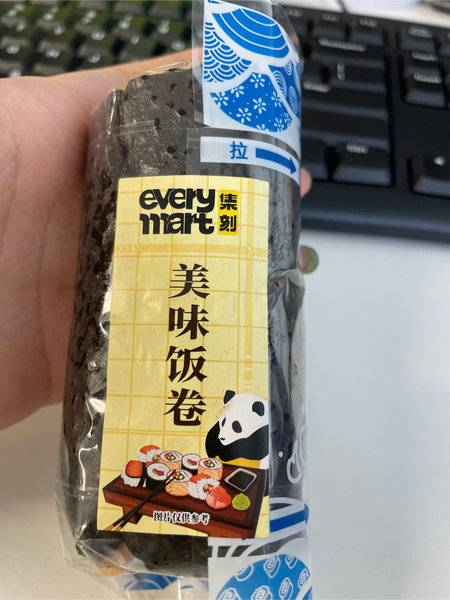 拉
every 集
mart 刻
美味饭卷
图片仅供参考